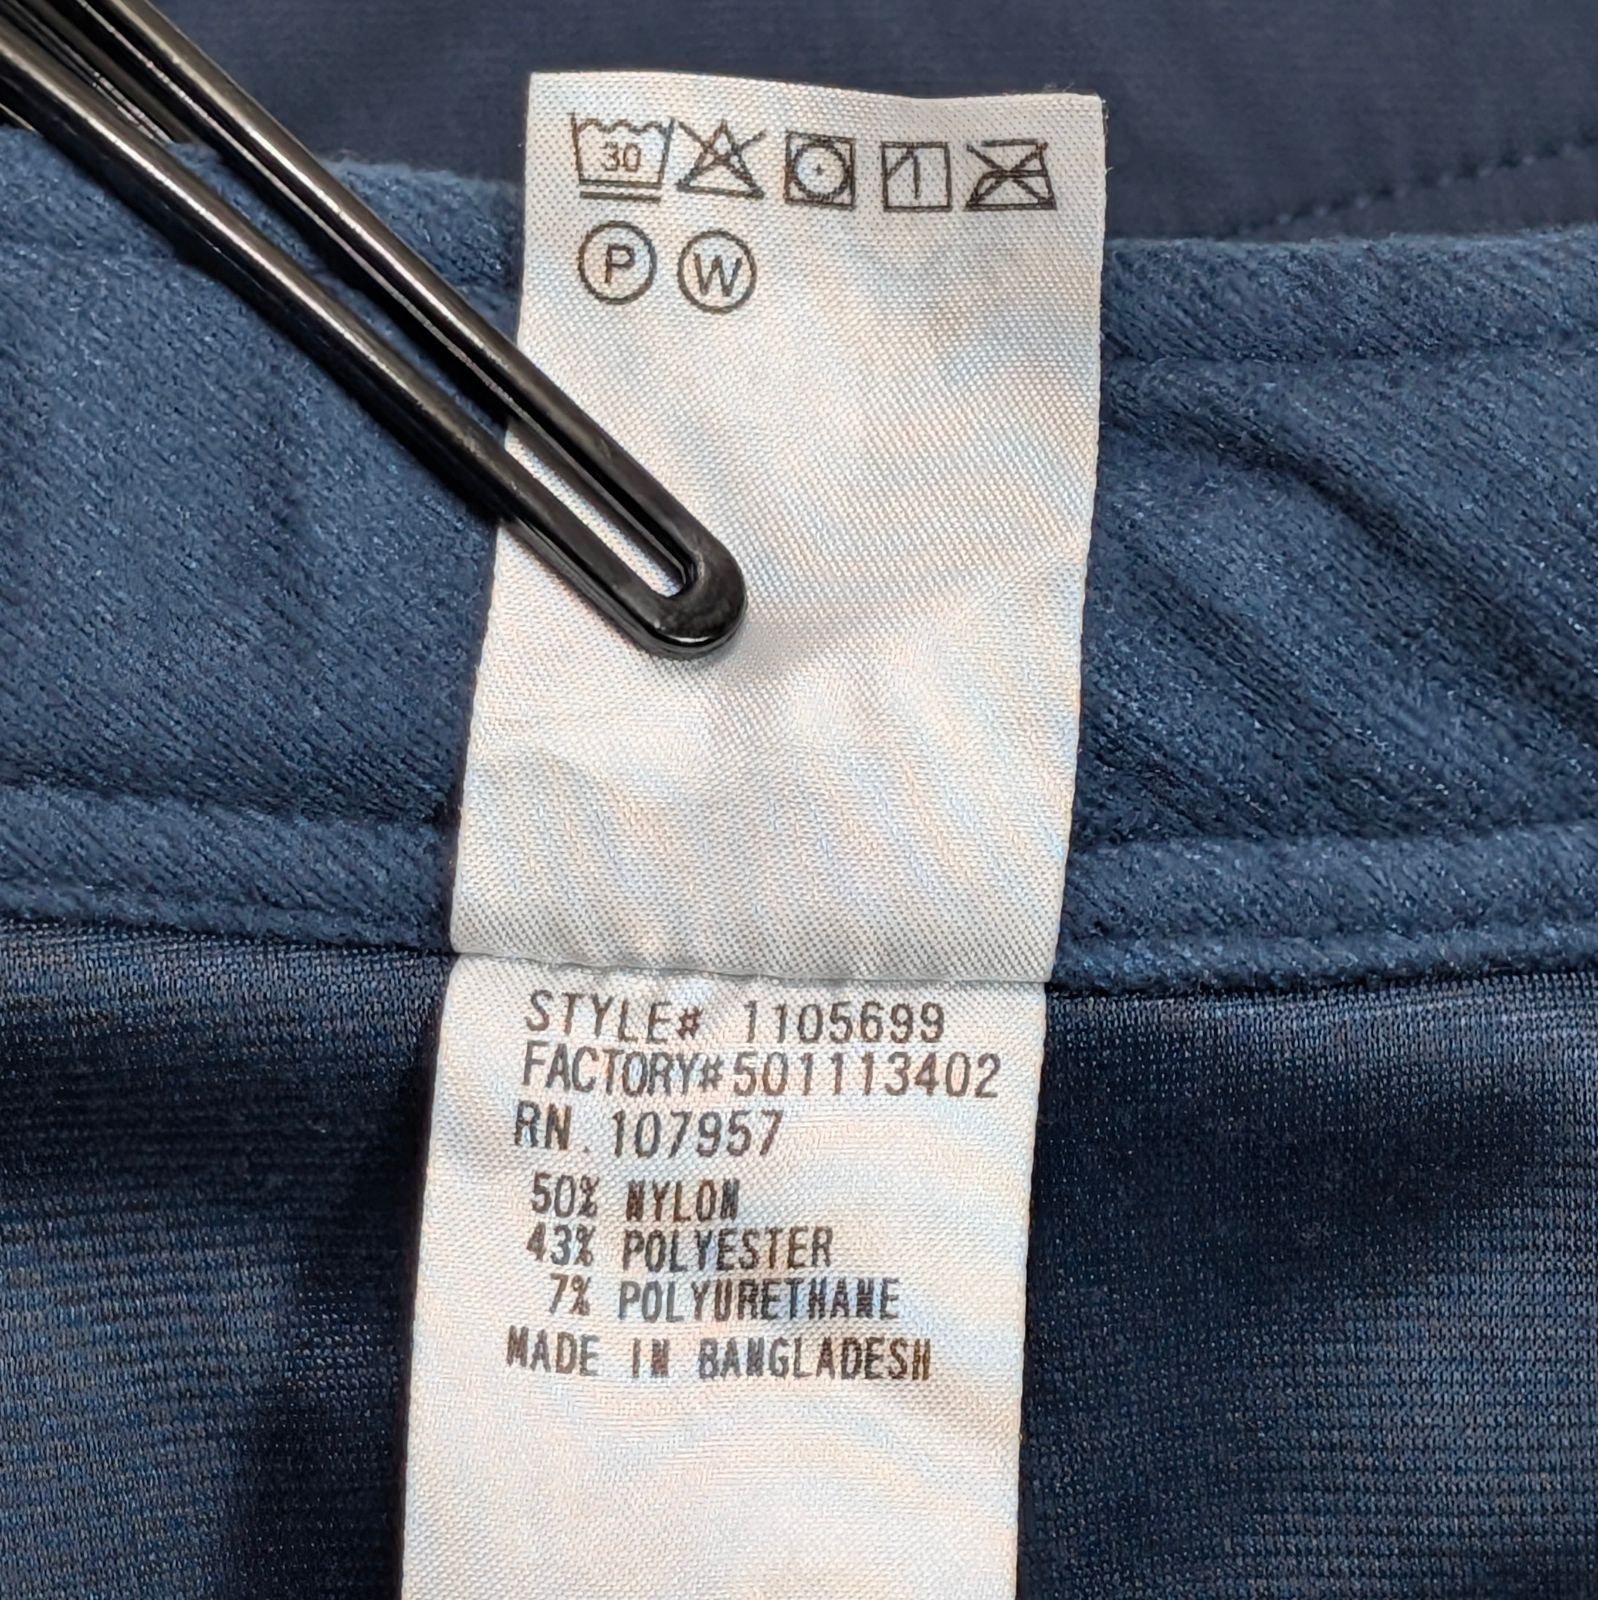 30
P W
STYLE# 1105699
FACTORY#501113402
RN. 107957
50% NYLON
43% POLYESTER
7% POLYURETHANE
MADE IN BANGLADESH